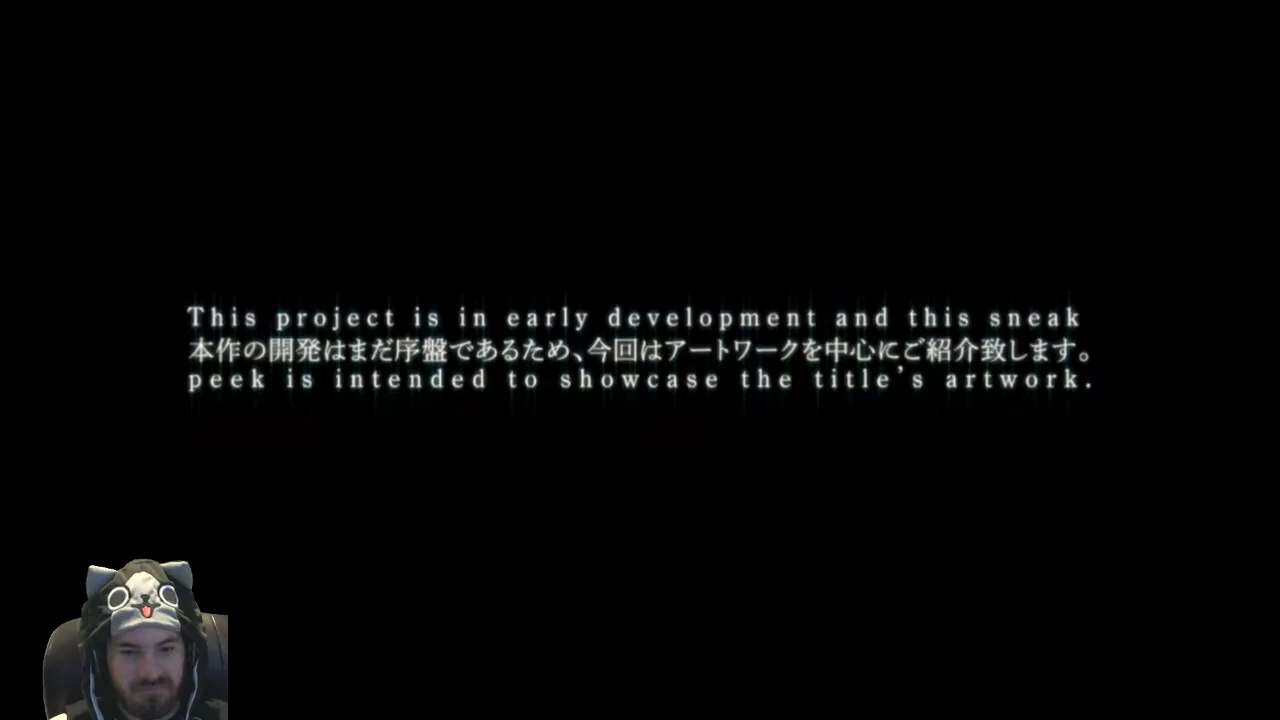 This project is in early development and this sneak
本作の開発はまだ序盤であるため、今回はアートワークを中心にご紹介致します。
peek is intended to showcase the title’s artwork.